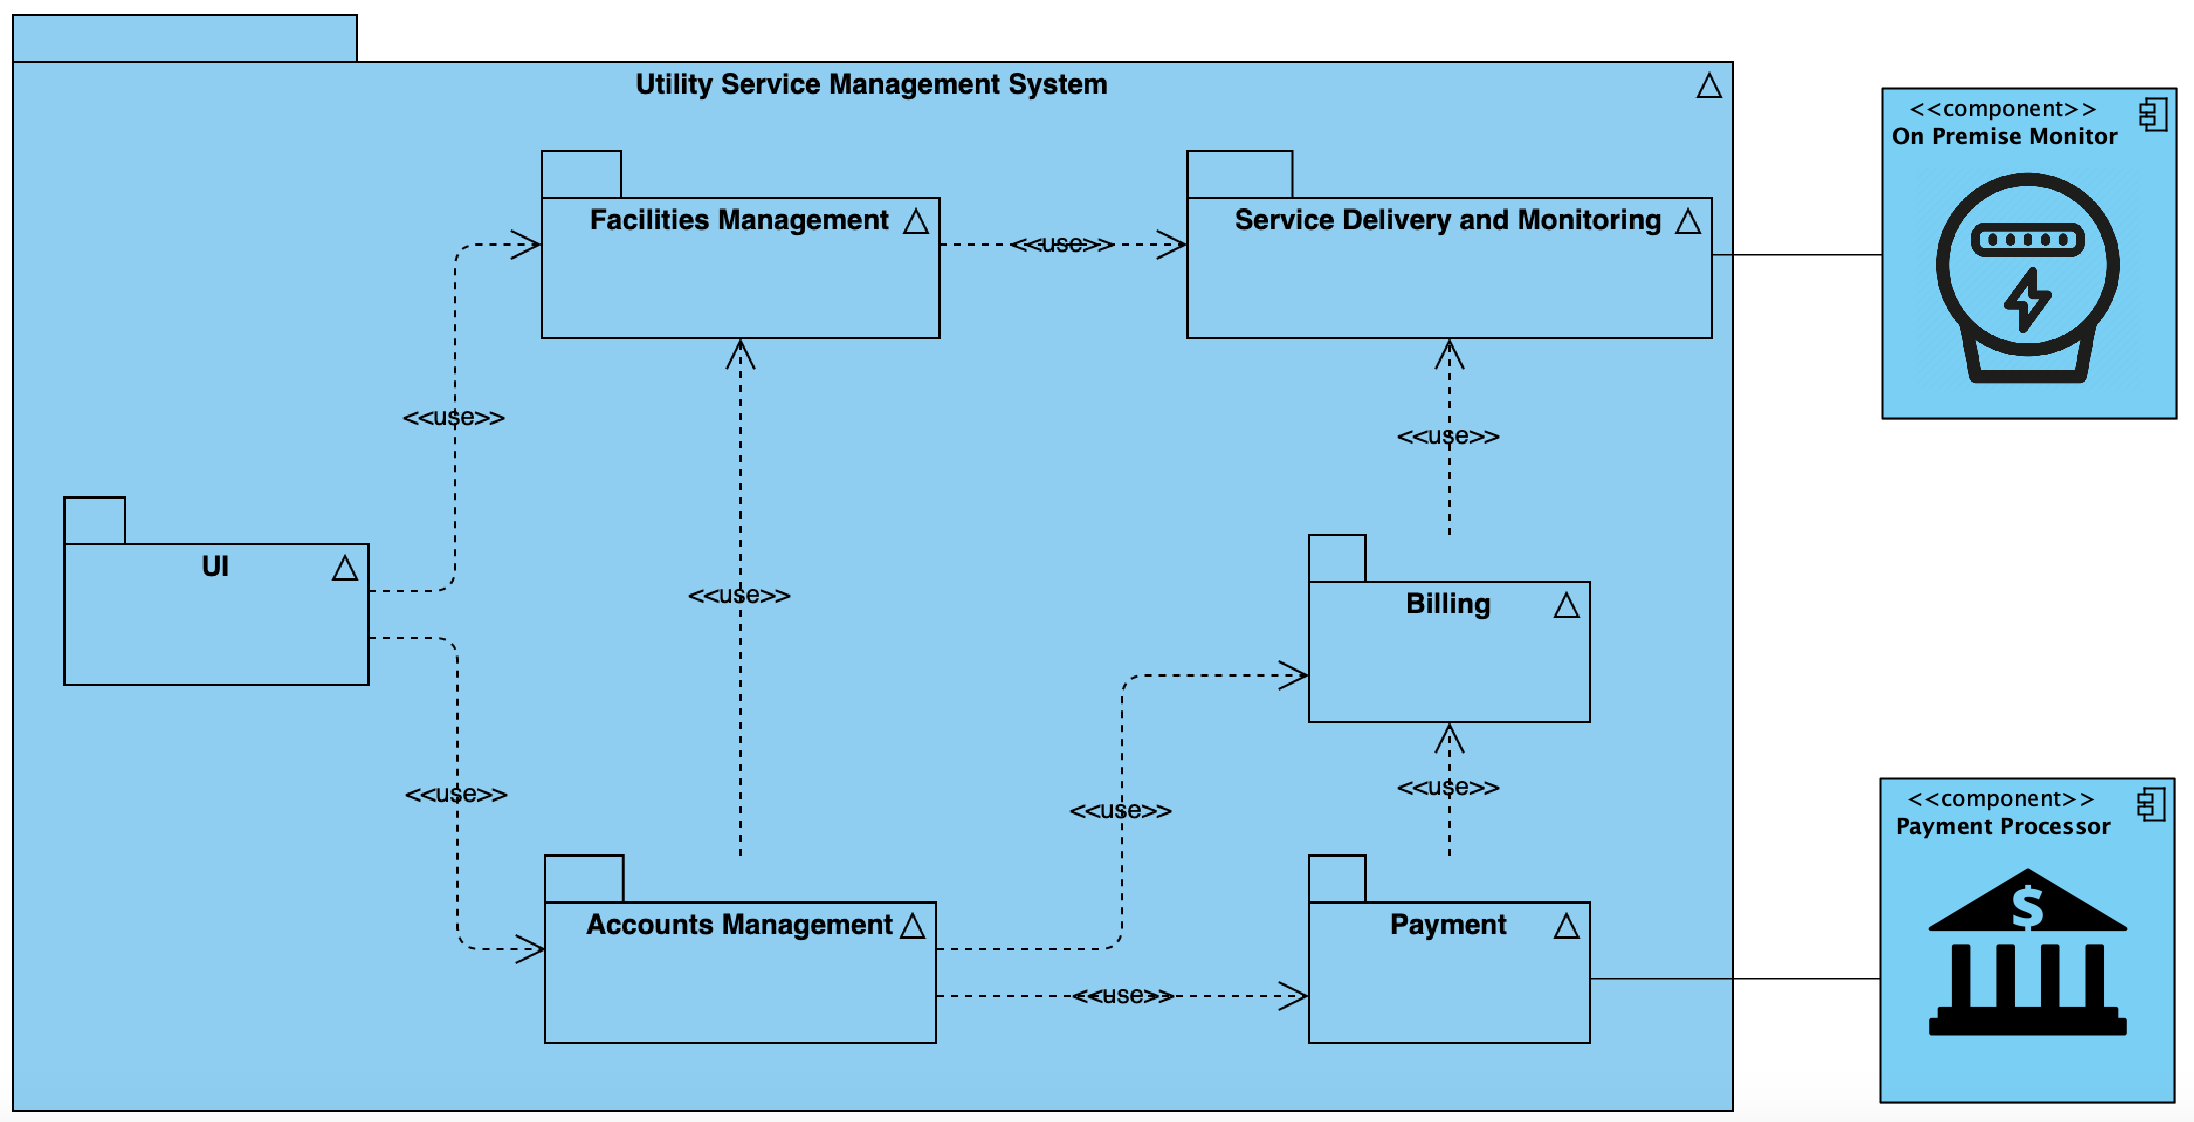 Utility Service Management System
<<component>>
On Premise Monitor
Facilities Management
<<use>>
Service Delivery and Monitoring
<<use>>
<<use>>
UI
<<use>>
Billing
<<use>>
<<use>>
<<use>>
<<use>>
Accounts Management
<<use>>
Payment
<<component>>
Payment Processor
$